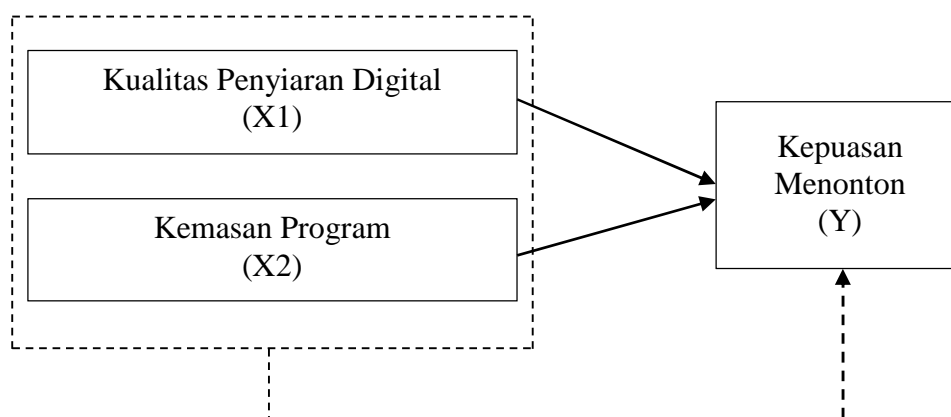 Kualitas Penyiaran Digital
(X1)
Kemasan Program
(X2)
Kepuasan
Menonton
(Y)